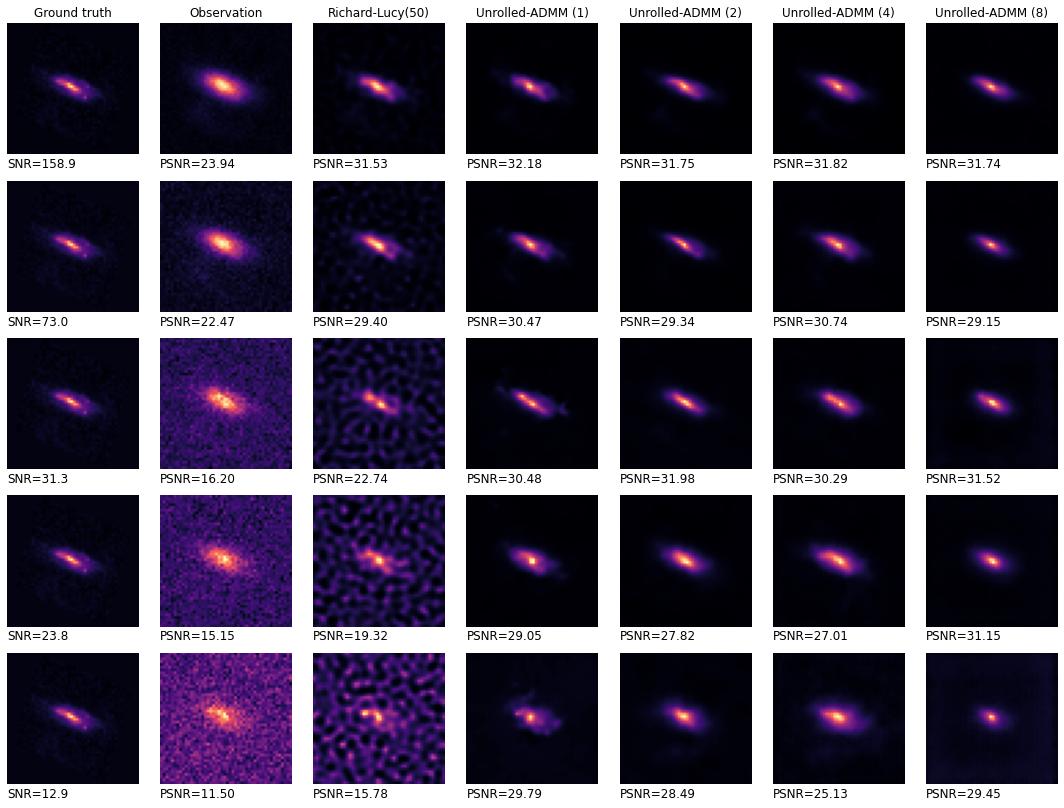 Ground truth Observation Richard-Lucy(50) Unrolled-ADMM (1) Unrolled-ADMM (2) Unrolled-ADMM (4) Unrolled-ADMM (8)
SNR=158.9 PSNR=23.94 PSNR=31.53 PSNR=32.18 PSNR=31.75 PSNR=31.82 PSNR=31.74
SNR=73.0 PSNR=22.47 PSNR=29.40 PSNR=30.47 PSNR=29.34 PSNR=30.74 PSNR=29.15
SNR=31.3 PSNR=16.20 PSNR=22.74 PSNR=30.48 PSNR=31.98 PSNR=30.29 PSNR=31.52
SNR=23.8 PSNR=15.15 PSNR=19.32 PSNR=29.05 PSNR=27.82 PSNR=27.01 PSNR=31.15
SNR=12.9 PSNR=11.50 PSNR=15.78 PSNR=29.79 PSNR=28.49 PSNR=25.13 PSNR=29.45